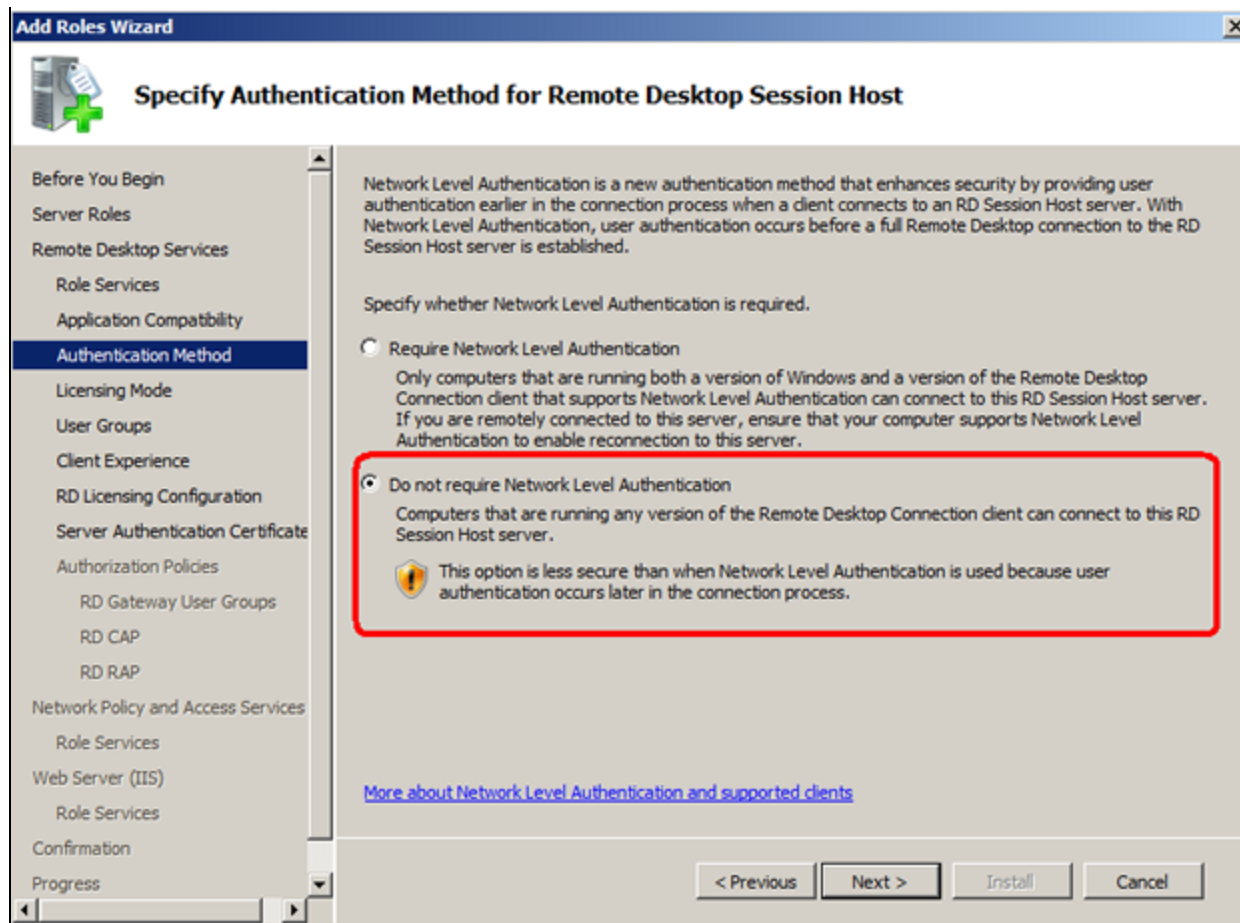 Add Roles Wizard
Specify Authentication Method for Remote Desktop Session Host
Before You Begin
Server Roles
Remote Desktop Services
Role Services
Application Compatibility
Authentication Method
Licensing Mode
User Groups
Client Experience
RD Licensing Configuration
Server Authentication Certificate
Authorization Policies
RD Gateway User Groups
RD CAP
RD RAP
Network Policy and Access Services
Role Services
Web Server (IIS)
Role Services
Confirmation
Progress
Network Level Authentication is a new authentication method that enhances security by providing user
authentication earlier in the connection process when a client connects to an RD Session Host server. With
Network Level Authentication, user authentication occurs before a full Remote Desktop connection to the RD
Session Host server is established.
Specify whether Network Level Authentication is required.
Require Network Level Authentication
Only computers that are running both a version of Windows and a version of the Remote Desktop
Connection client that supports Network Level Authentication can connect to this RD Session Host server.
If you are remotely connected to this server, ensure that your computer supports Network Level
Authentication to enable reconnection to this server.
Do not require Network Level Authentication
Computers that are running any version of the Remote Desktop Connection client can connect to this RD
Session Host server.
This option is less secure than when Network Level Authentication is used because user
authentication occurs later in the connection process.
More about Network Level Authentication and supported clients
< Previous
Next >
Install
Cancel